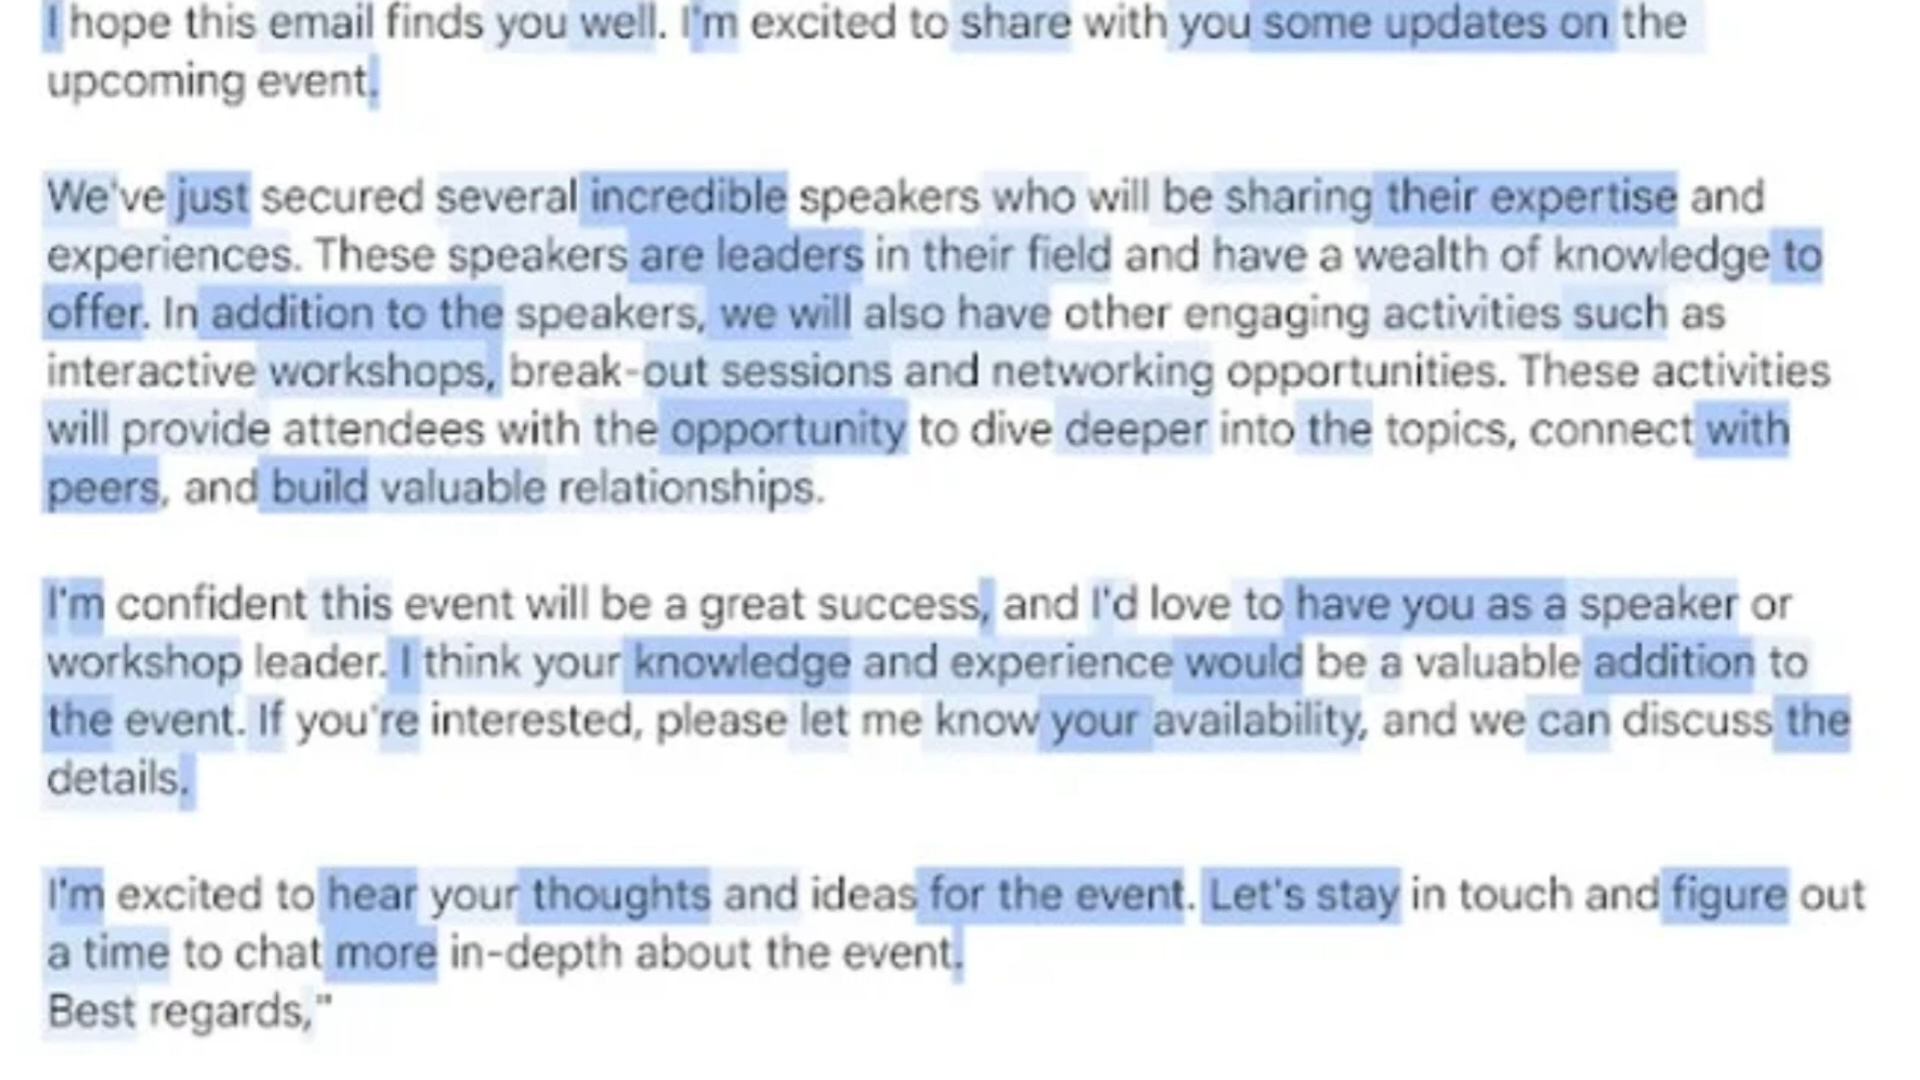 I hope this email finds you well. I'm excited to share with you some updates on the
upcoming event.
We've just secured several incredible speakers who will be sharing their expertise and
experiences. These speakers are leaders in their field and have a wealth of knowledge to
offer. In addition to the speakers, we will also have other engaging activities such as
interactive workshops, break-out sessions and networking opportunities. These activities
will provide attendees with the opportunity to dive deeper into the topics, connect with
peers, and build valuable relationships.
I'm confident this event will be a great success, and I'd love to have you as a speaker or
workshop leader. I think your knowledge and experience would be a valuable addition to
the event. If you're interested, please let me know your availability, and we can discuss the
details.
I'm excited to hear your thoughts and ideas for the event. Let's stay in touch and figure out
a time to chat more in-depth about the event.
Best regards,"